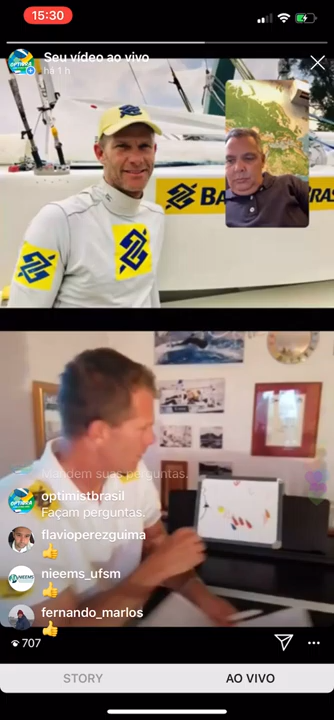 15:30
Seu vídeo ao vivo
há 1 h
BA
RAS
Mandem suas perguntas.
optimistbrasil
Façam perguntas.
flavioperezguima
👍
nieems_ufsm
👍
fernando_marlos
👍
707
STORY
AO VIVO